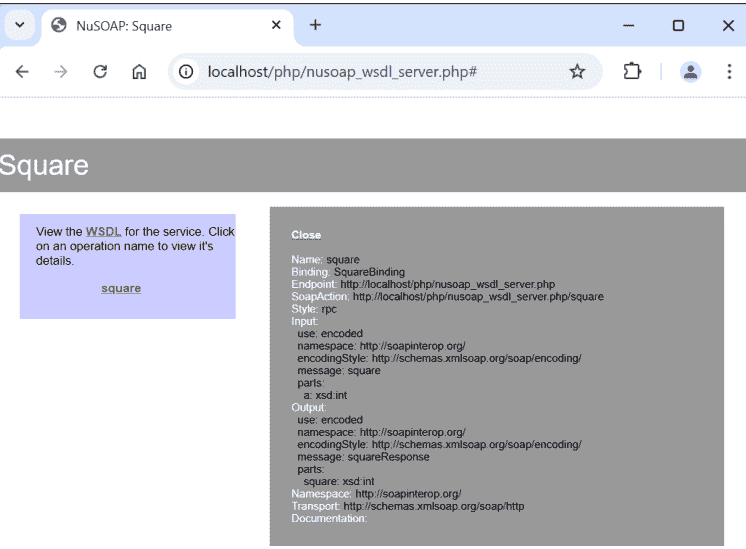 NuSOAP: Square
localhost/php/nusoap_wsdl_server.php#
Square
View the WSDL for the service. Click
on an operation name to view it's
details.
square
Close
Name: square
Binding: SquareBinding
Endpoint: http://localhost/php/nusoap_wsdl_server.php
SoapAction: http://localhost/php/nusoap_wsdl_server.php/square
Style: rpc
Input:
use: encoded
namespace: http://soapinterop.org/
encodingStyle: http://schemas.xmlsoap.org/soap/encoding/
message: square
parts:
a: xsd:int
Output:
use: encoded
namespace: http://soapinterop.org/
encodingStyle: http://schemas.xmlsoap.org/soap/encoding/
message: squareResponse
parts:
square: xsd:int
Namespace: http://soapinterop.org/
Transport: http://schemas.xmlsoap.org/soap/http
Documentation: